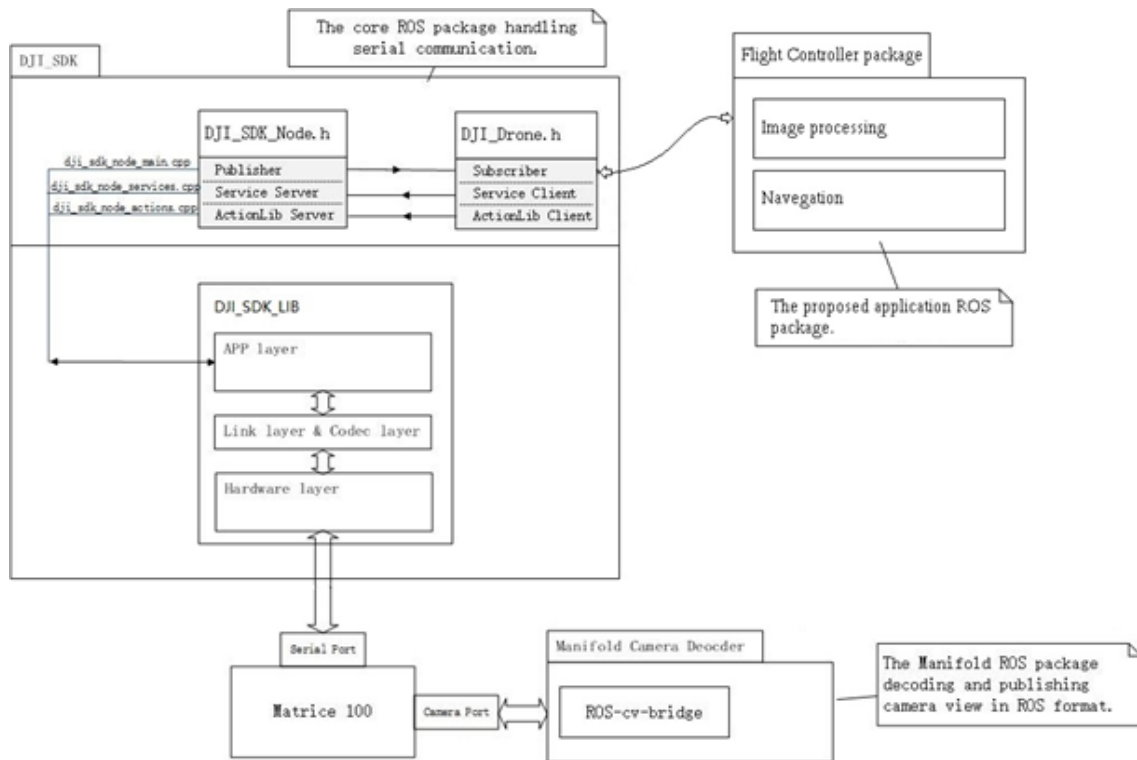 The core ROS package handling
serial communication.
DJI_SDK
Flight Controller package
Image processing
Navegation
The proposed application ROS
package.
DJI_SDK_Node.h
Publisher
Service Server
ActionLib Server
DJI_Drone.h
Subscriber
Service Client
ActionLib Client
dji_sdk_node_main.cpp
dji_sdk_node_services.cpp
dji_sdk_node_actions.cpp
DJI_SDK_LIB
APP layer
Link layer & Codec layer
Hardware layer
Serial Port
Matrice 100
Camera Port
Manifold Camera Deocder
ROS-cv-bridge
The Manifold ROS package
decoding and publishing
camera view in ROS format.